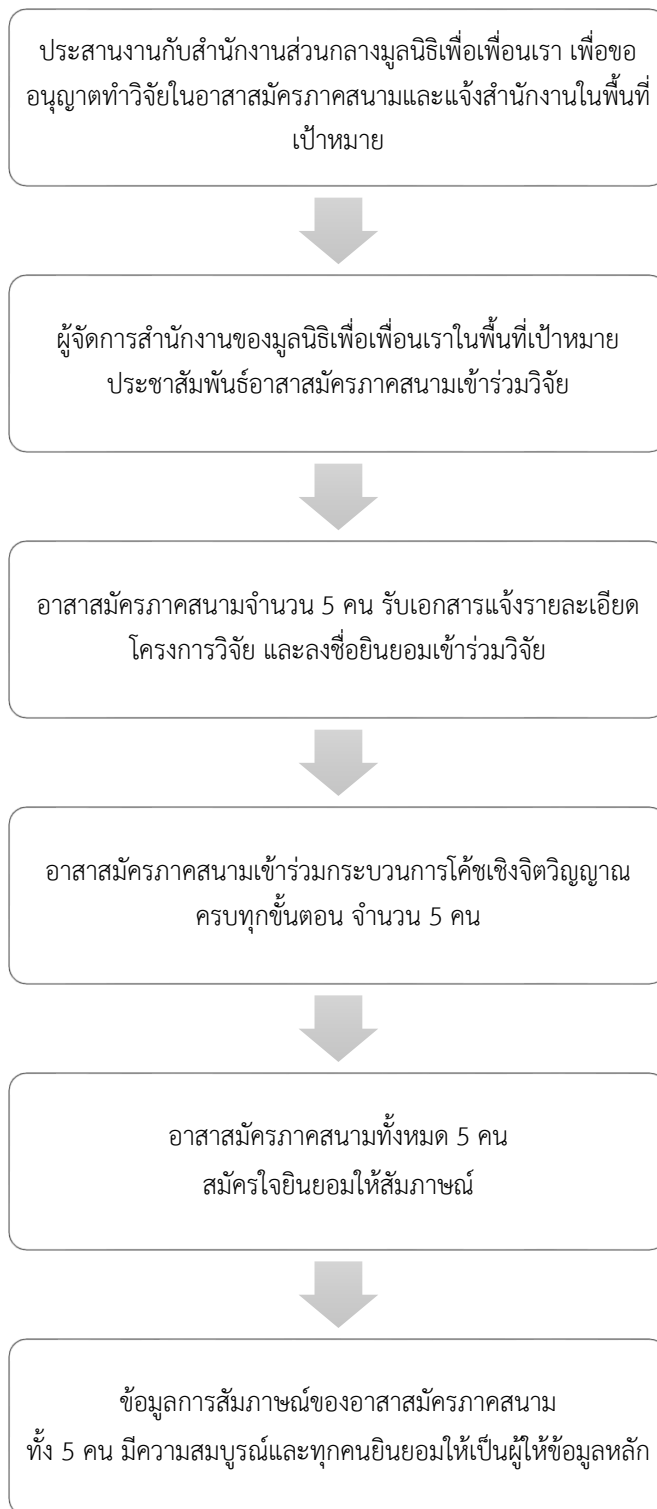 ประสานงานกับสำนักงานส่วนกลางมูลนิธิเพื่อเพื่อนเรา เพื่อขอ
อนุญาตทำวิจัยในอาสาสมัครภาคสนามและแจ้งสำนักงานในพื้นที่
เป้าหมาย
ผู้จัดการสำนักงานของมูลนิธิเพื่อเพื่อนเราในพื้นที่เป้าหมาย
ประชาสัมพันธ์อาสาสมัครภาคสนามเข้าร่วมวิจัย
อาสาสมัครภาคสนามจำนวน 5 คน รับเอกสารแจ้งรายละเอียด
โครงการวิจัย และลงชื่อยินยอมเข้าร่วมวิจัย
อาสาสมัครภาคสนามเข้าร่วมกระบวนการโค้ชเชิงจิตวิญญาณ
ครบทุกขั้นตอน จำนวน 5 คน
อาสาสมัครภาคสนามทั้งหมด 5 คน
สมัครใจยินยอมให้สัมภาษณ์
ข้อมูลการสัมภาษณ์ของอาสาสมัครภาคสนาม
ทั้ง 5 คน มีความสมบูรณ์และทุกคนยินยอมให้เป็นผู้ให้ข้อมูลหลัก